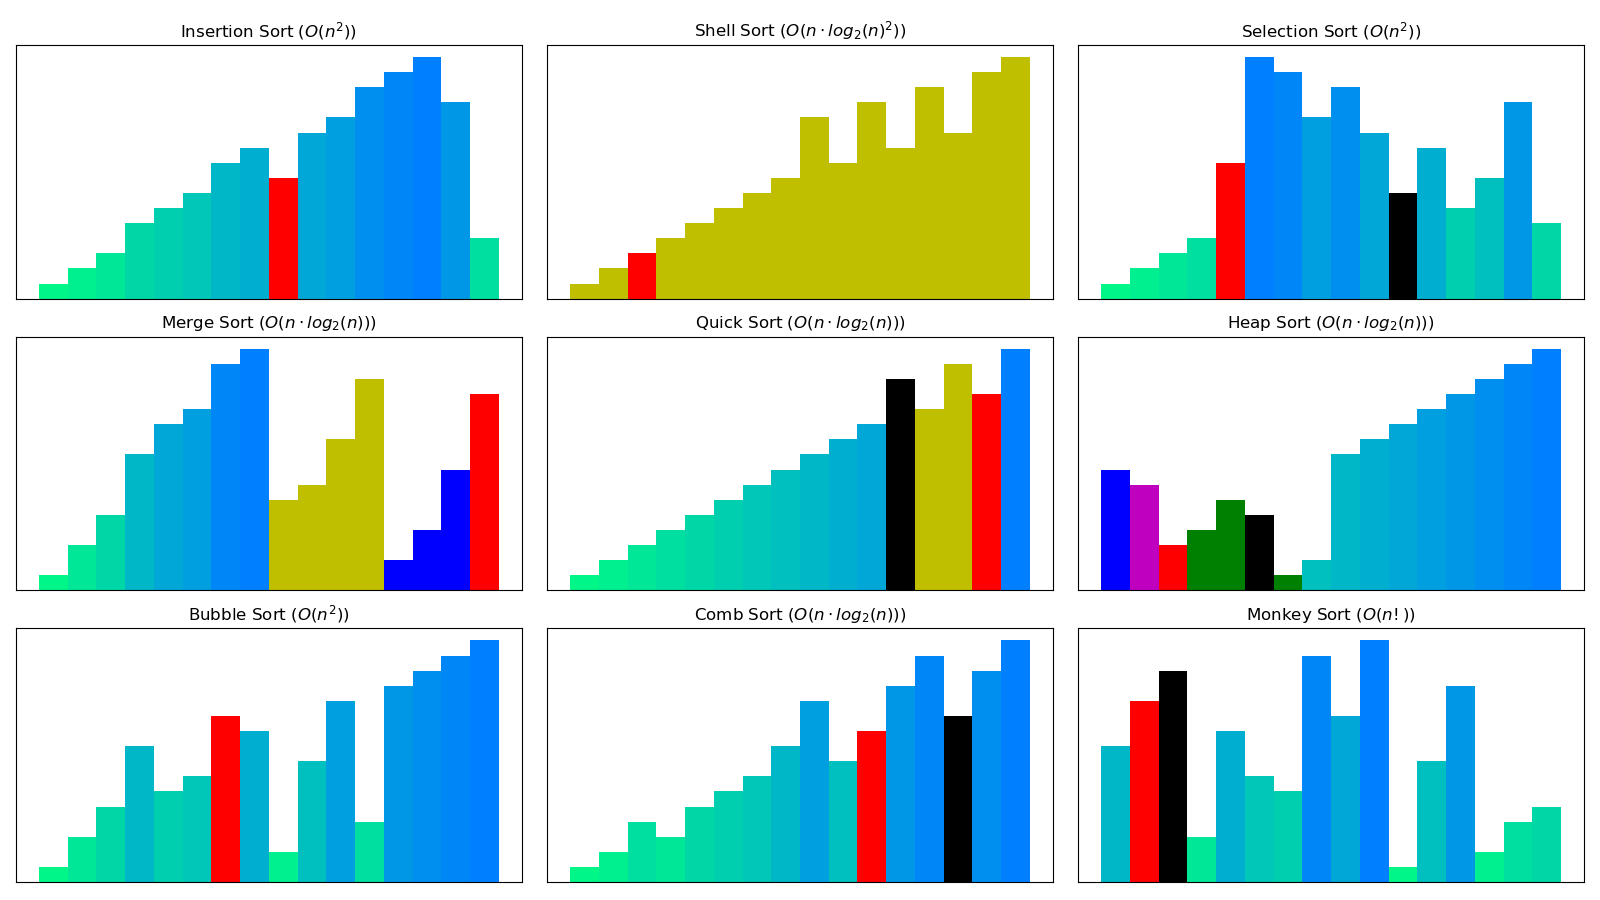 Insertion Sort (O(n²))
Shell Sort (O(n · log₂(n)²))
Selection Sort (O(n²))
Merge Sort (O(n · log₂(n)))
Quick Sort (O(n · log₂(n)))
Heap Sort (O(n · log₂(n)))
Bubble Sort (O(n²))
Comb Sort (O(n · log₂(n)))
Monkey Sort (O(n!))